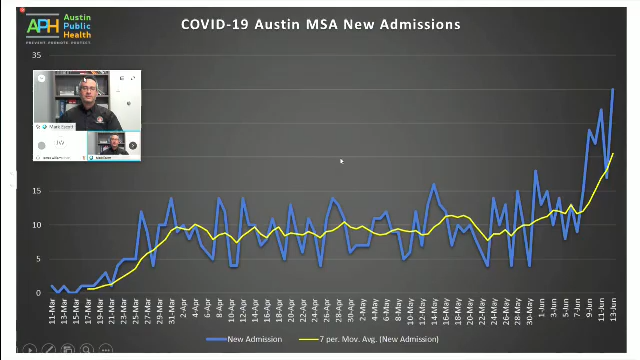 COVID-19 Austin MSA New Admissions
APH
Austin
Public
Health
PREVENT. PROMOTE. PROTECT.
35
15
10
5
0
JW
11-Mar
13-Mar
15-Mar
17-Mar
19-Mar
21-Mar
23-Mar
25-Mar
27-Mar
29-Mar
31-Mar
2-Apr
4-Apr
6-Apr
8-Apr
10-Apr
12-Apr
14-Apr
16-Apr
18-Apr
20-Apr
22-Apr
24-Apr
26-Apr
28-Apr
30-Apr
2-May
4-May
6-May
8-May
10-May
12-May
14-May
16-May
18-May
20-May
22-May
24-May
26-May
28-May
30-May
1-Jun
3-Jun
5-Jun
7-Jun
9-Jun
11-Jun
13-Jun
New Admission
7 per. Mov. Avg. (New Admission)